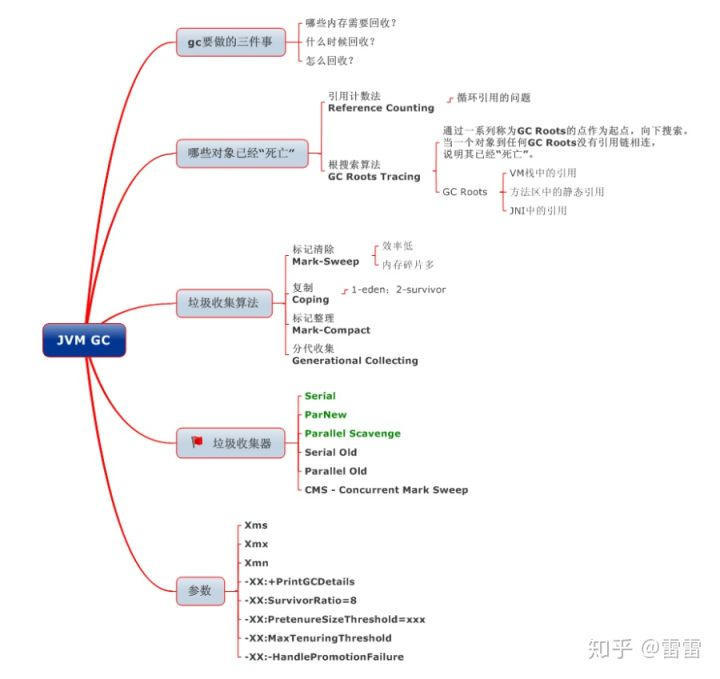 JVM GC
gc要做的三件事
哪些内存需要回收?
什么时候回收?
怎么回收?
哪些对象已经“死亡”
引用计数法
Reference Counting
循环引用的问题
根搜索算法
GC Roots Tracing
通过一系列称为GC Roots的点作为起点，向下搜索。
当一个对象到任何GC Roots没有引用链相连，
说明其已经“死亡”。
GC Roots
VM栈中的引用
方法区中的静态引用
JNI中的引用
垃圾收集算法
标记清除
Mark-Sweep
效率低
内存碎片多
复制
Coping
1-eden；2-survivor
标记整理
Mark-Compact
分代收集
Generational Collecting
垃圾收集器
Serial
ParNew
Parallel Scavenge
Serial Old
Parallel Old
CMS - Concurrent Mark Sweep
参数
Xms
Xmx
Xmn
-XX:+PrintGCDetails
-XX:SurvivorRatio=8
-XX:PretenureSizeThreshold=xxx
-XX:MaxTenuringThreshold
-XX:-HandlePromotionFailure
知乎 @雷雷